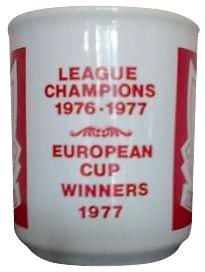 LEAGUE
CHAMPIONS
1976·1977
EUROPEAN
CUP
WINNERS
1977